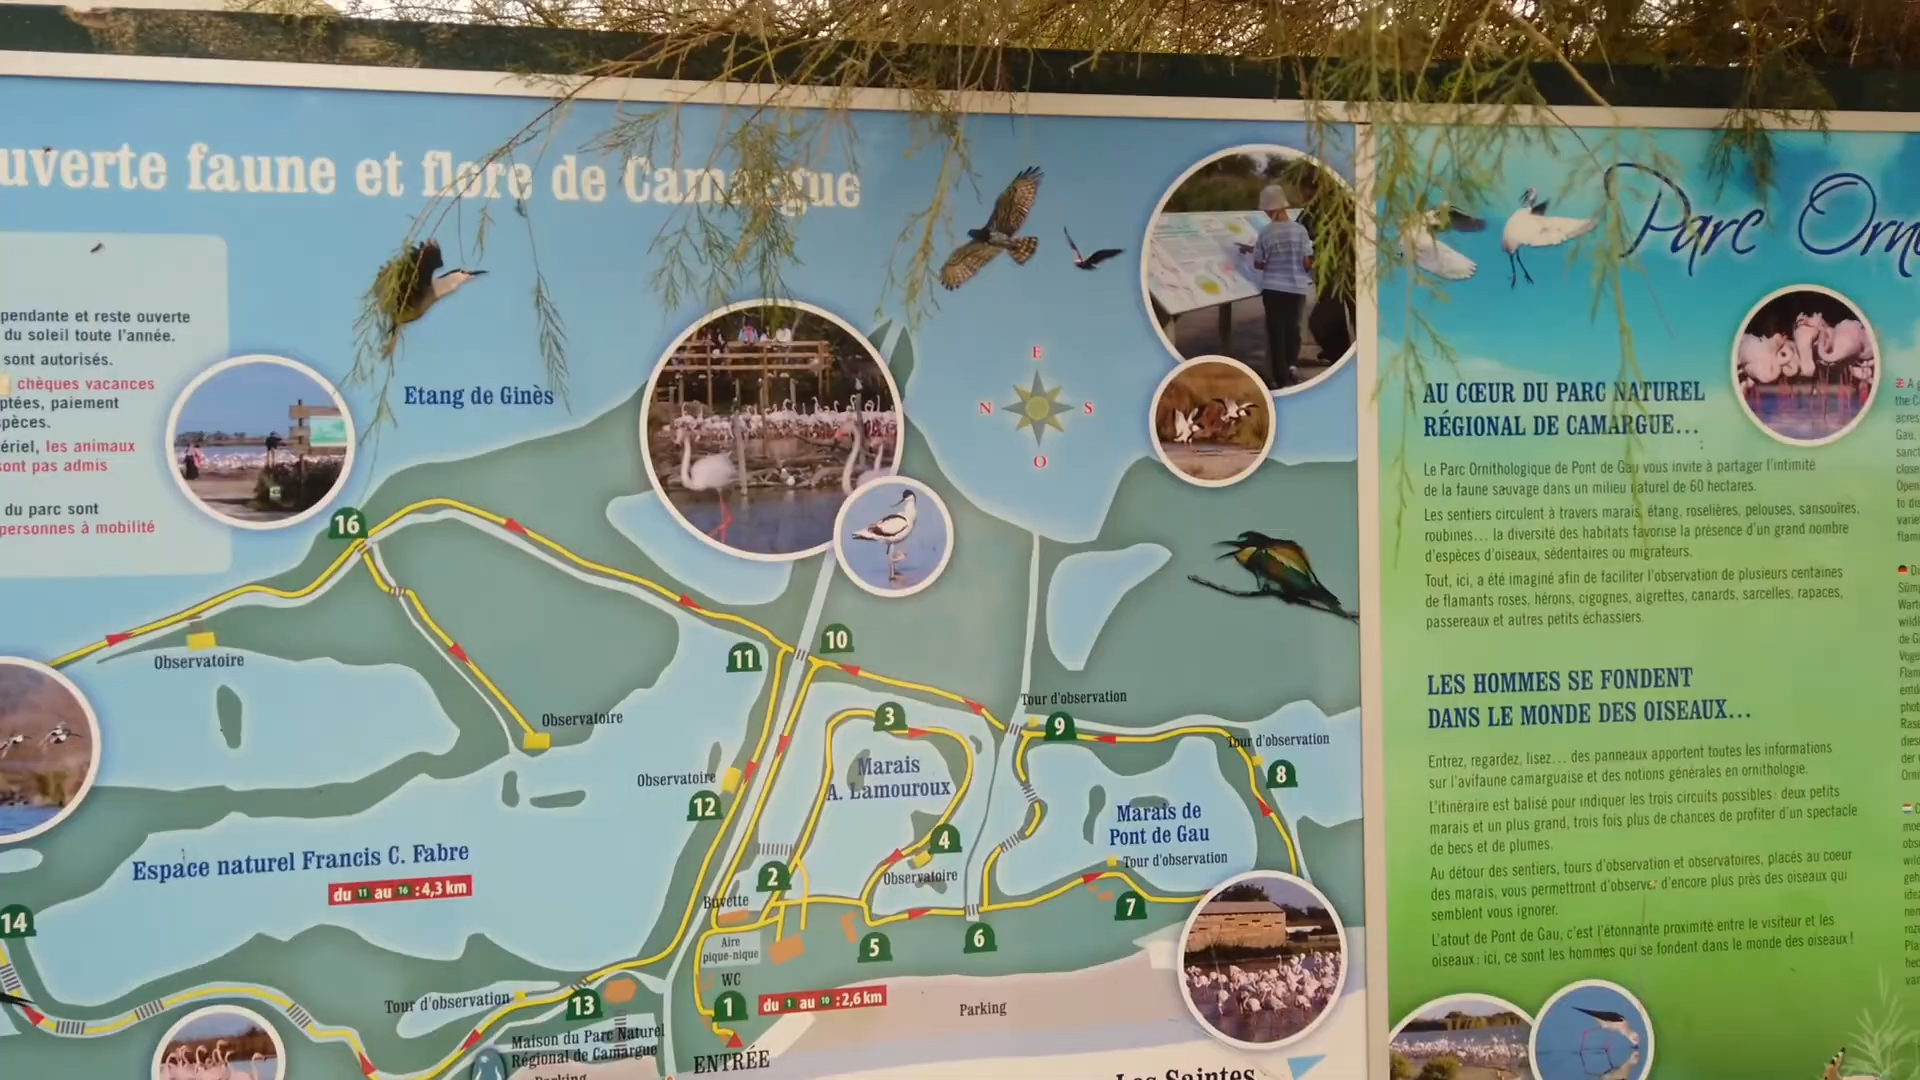 uverte faune et flore de Camargue
pendante et reste ouverte
du soleil toute l'année.
sont autorisés.
chèques vacances
ptées, paiement
spèces.
ériel, les animaux
sont pas admis
du parc sont
personnes à mobilité
Etang de Ginès
E
N S
O
16
Observatoire
Observatoire
10
11
Tour d'observation
9
3
Tour d'observation
8
Marais
A. Lamouroux
Observatoire
12
Marais de
Pont de Gau
Tour d'observation
4
Observatoire
2
7
Espace naturel Francis C. Fabre
du 11 au 16 : 4,3 km
Buvette
14
5
6
Aire
pique-nique
WC
Tour d'observation
13
1
du 1 au 10 : 2,6 km
Parking
Maison du Parc Naturel
Régional de Camargue
Parking
ENTRÉE
Les Saintes
Parc Orni
AU CŒUR DU PARC NATUREL
RÉGIONAL DE CAMARGUE...
Le Parc Ornithologique de Pont de Gau vous invite à partager l'intimité
de la faune sauvage dans un milieu naturel de 60 hectares.
Les sentiers circulent à travers marais, étang, roselières, pelouses, sansouïres,
roubines... la diversité des habitats favorise la présence d'un grand nombre
d'espèces d'oiseaux, sédentaires ou migrateurs.
Tout, ici, a été imaginé afin de faciliter l'observation de plusieurs centaines
de flamants roses, hérons, cigognes, aigrettes, canards, sarcelles, rapaces,
passereaux et autres petits échassiers.
LES HOMMES SE FONDENT
DANS LE MONDE DES OISEAUX...
Entrez, regardez, lisez... des panneaux apportent toutes les informations
sur l'avifaune camarguaise et des notions générales en ornithologie.
L'itinéraire est balisé pour indiquer les trois circuits possibles : deux petits
marais et un plus grand, trois fois plus de chances de profiter d'un spectacle
de becs et de plumes.
Au détour des sentiers, tours d'observation et observatoires, placés au coeur
des marais, vous permettront d'observer d'encore plus près des oiseaux qui
semblent vous ignorer.
L'atout de Pont de Gau, c'est l'étonnante proximité entre le visiteur et les
oiseaux : ici, ce sont les hommes qui se fondent dans le monde des oiseaux !